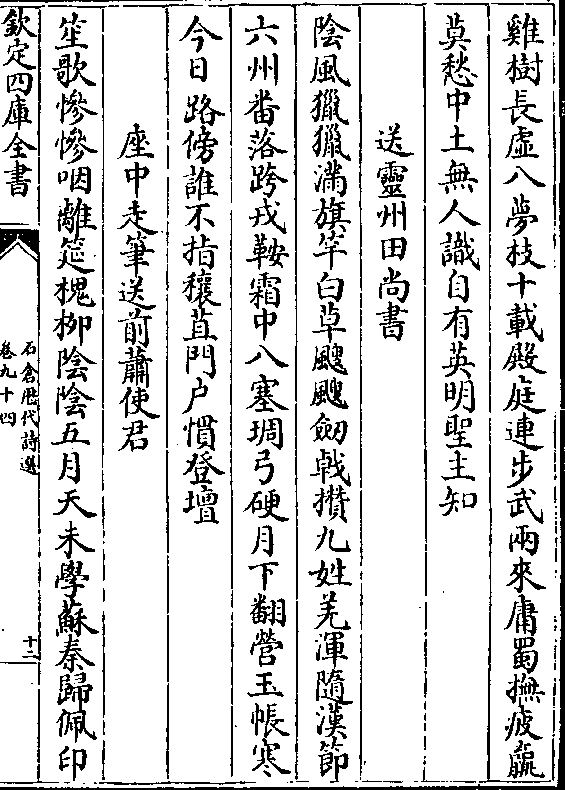 雞樹長虛入夢枝十載殿庭連步武兩來庸蜀撫疲羸
莫愁中土無人識自有英明聖主知
送靈州田尚書
陰風獵獵滿旗竿白草颼颼劒㦸攢九姓羌渾隨漢節
六州畨落跨戎鞍霜中八塞琱弓硬月下翻營玉帳寒
今日路傍誰不指穰苴門户慣登壇
座中走筆送前蕭使君
笙歌慘慘咽離筵槐柳陰陰五月天未學蘇秦歸佩印
欽定四庫全書
石倉歴代詩選
卷九十四
十二